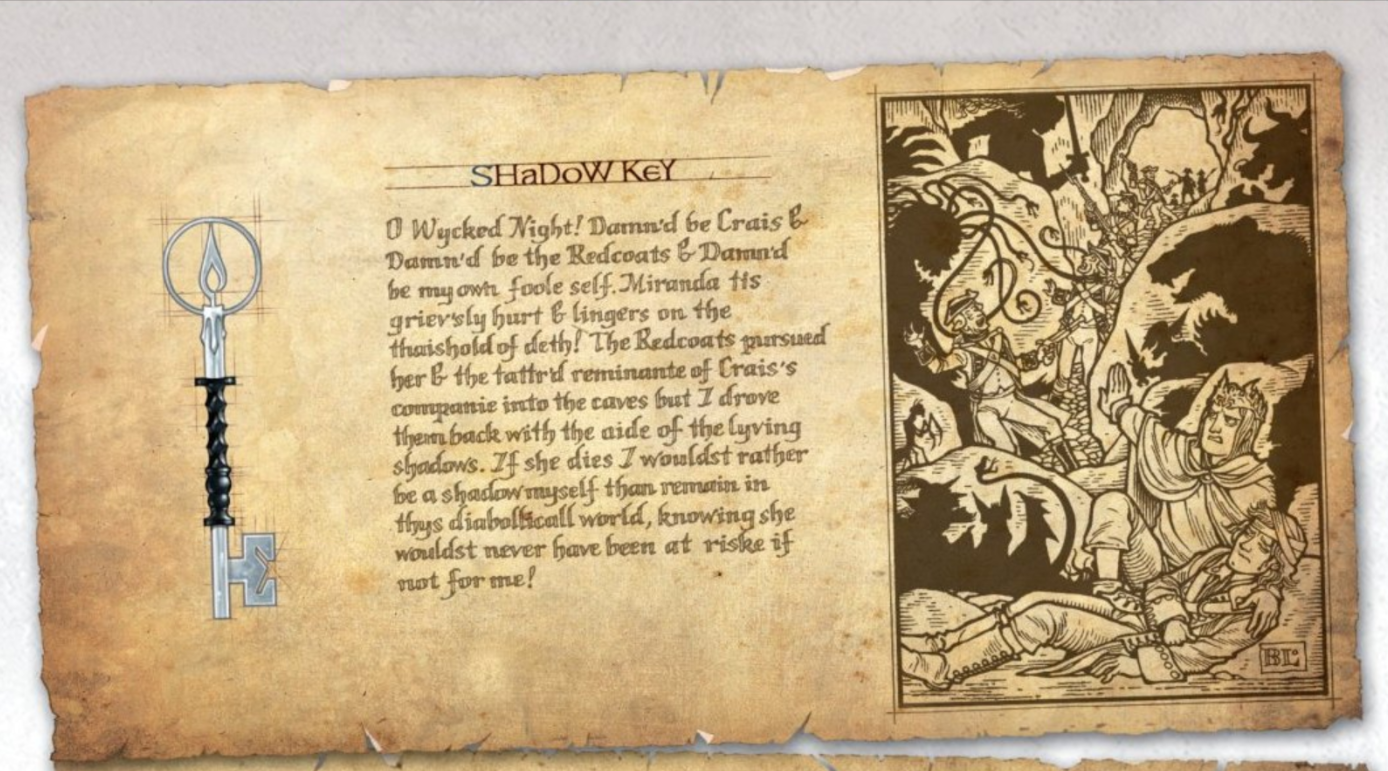 SHaDoW KeY
O Wycked Night! Damn'd be Crais &
Damn'd be the Redcoats & Damn'd
be my own foole self. Miranda tis
griev'sly hurt & lingers on the
thaishold of deth! The Redcoats pursued
her & the tattr'd reminante of Crais's
companie into the caves but I drove
them back with the aide of the lyving
shadows. If she dies I wouldst rather
be a shadow myself than remain in
thys diabollicall world, knowing she
wouldst never have been at riske if
not for me!
BL